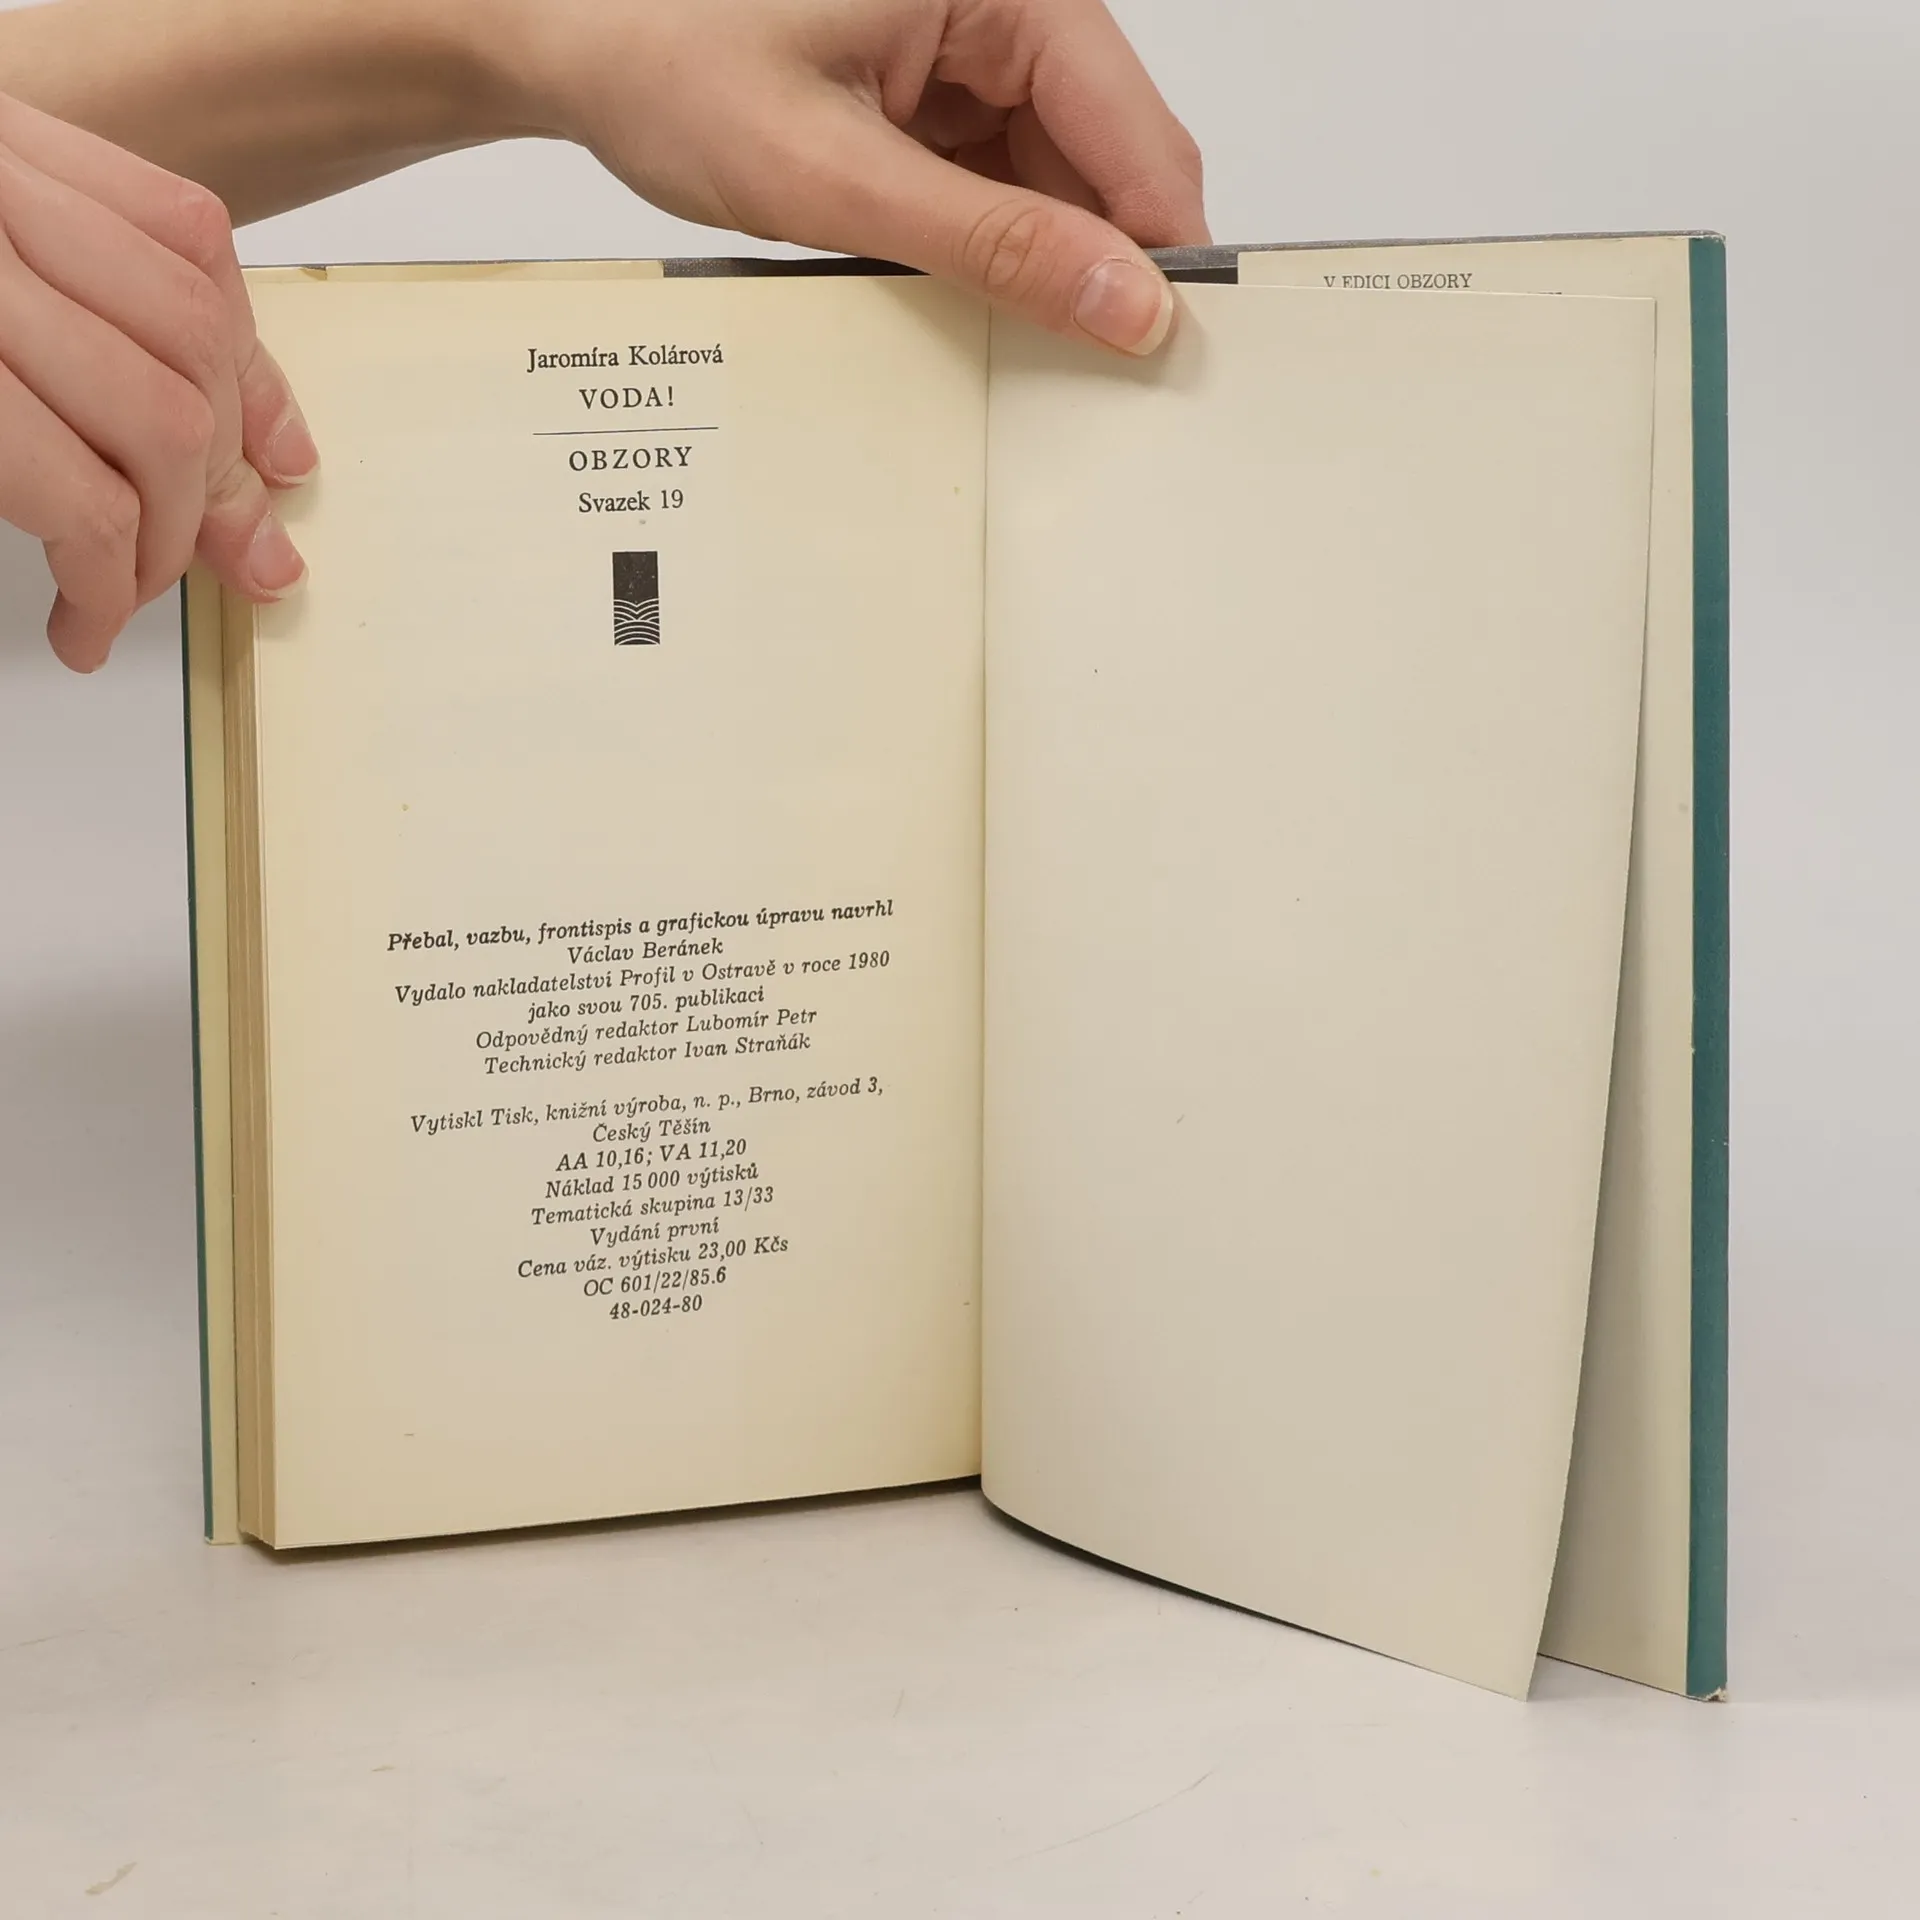 Jaromíra Kolárová
VODA!
OBZORY
Svazek 19
Přebal, vazbu, frontispis a grafickou úpravu navrhl
Václav Beránek
Vydalo nakladatelství Profil v Ostravě v roce 1980
jako svou 705. publikaci
Odpovědný redaktor Lubomír Petr
Technický redaktor Ivan Straňák
Vytiskl Tisk, knižní výroba, n. p., Brno, závod 3,
Český Těšín
AA 10,16; VA 11,20
Náklad 15 000 výtisků
Tematická skupina 13/33
Vydání první
Cena váz. výtisku 23,00 Kčs
OC 601/22/85.6
48-024-80
V EDICI OBZORY